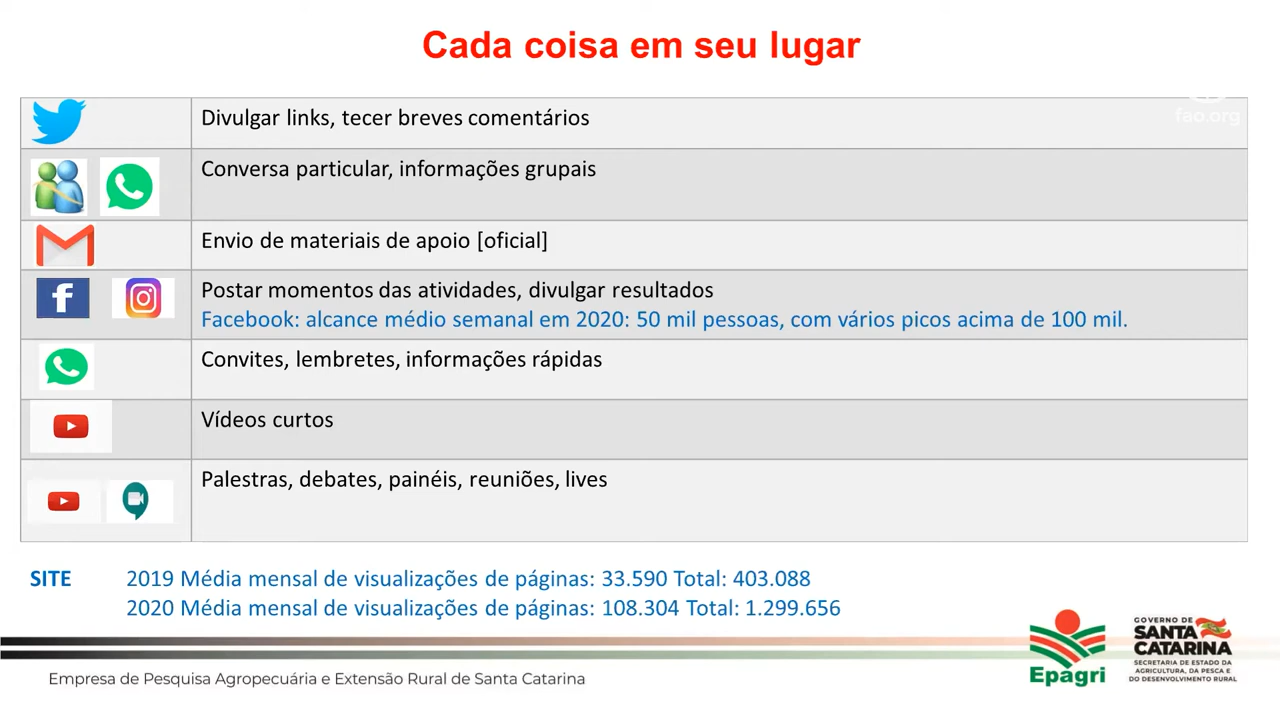 Cada coisa em seu lugar
fao.org
Divulgar links, tecer breves comentários
Conversa particular, informações grupais
Envio de materiais de apoio [oficial]
Postar momentos das atividades, divulgar resultados
Facebook: alcance médio semanal em 2020: 50 mil pessoas, com vários picos acima de 100 mil.
Convites, lembretes, informações rápidas
Vídeos curtos
Palestras, debates, painéis, reuniões, lives
SITE 2019 Média mensal de visualizações de páginas: 33.590 Total: 403.088
2020 Média mensal de visualizações de páginas: 108.304 Total: 1.299.656
Empresa de Pesquisa Agropecuária e Extensão Rural de Santa Catarina
Epagri
GOVERNO DE
SANTA
CATARINA
SECRETARIA DE ESTADO DA
AGRICULTURA, DA PESCA E
DO DESENVOLVIMENTO RURAL